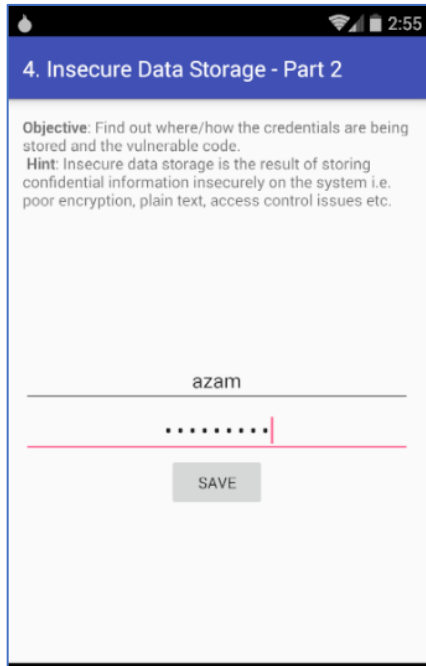 2:55
4. Insecure Data Storage - Part 2
Objective: Find out where/how the credentials are being
stored and the vulnerable code.
Hint: Insecure data storage is the result of storing
confidential information insecurely on the system i.e.
poor encryption, plain text, access control issues etc.
azam
•••••••••
SAVE